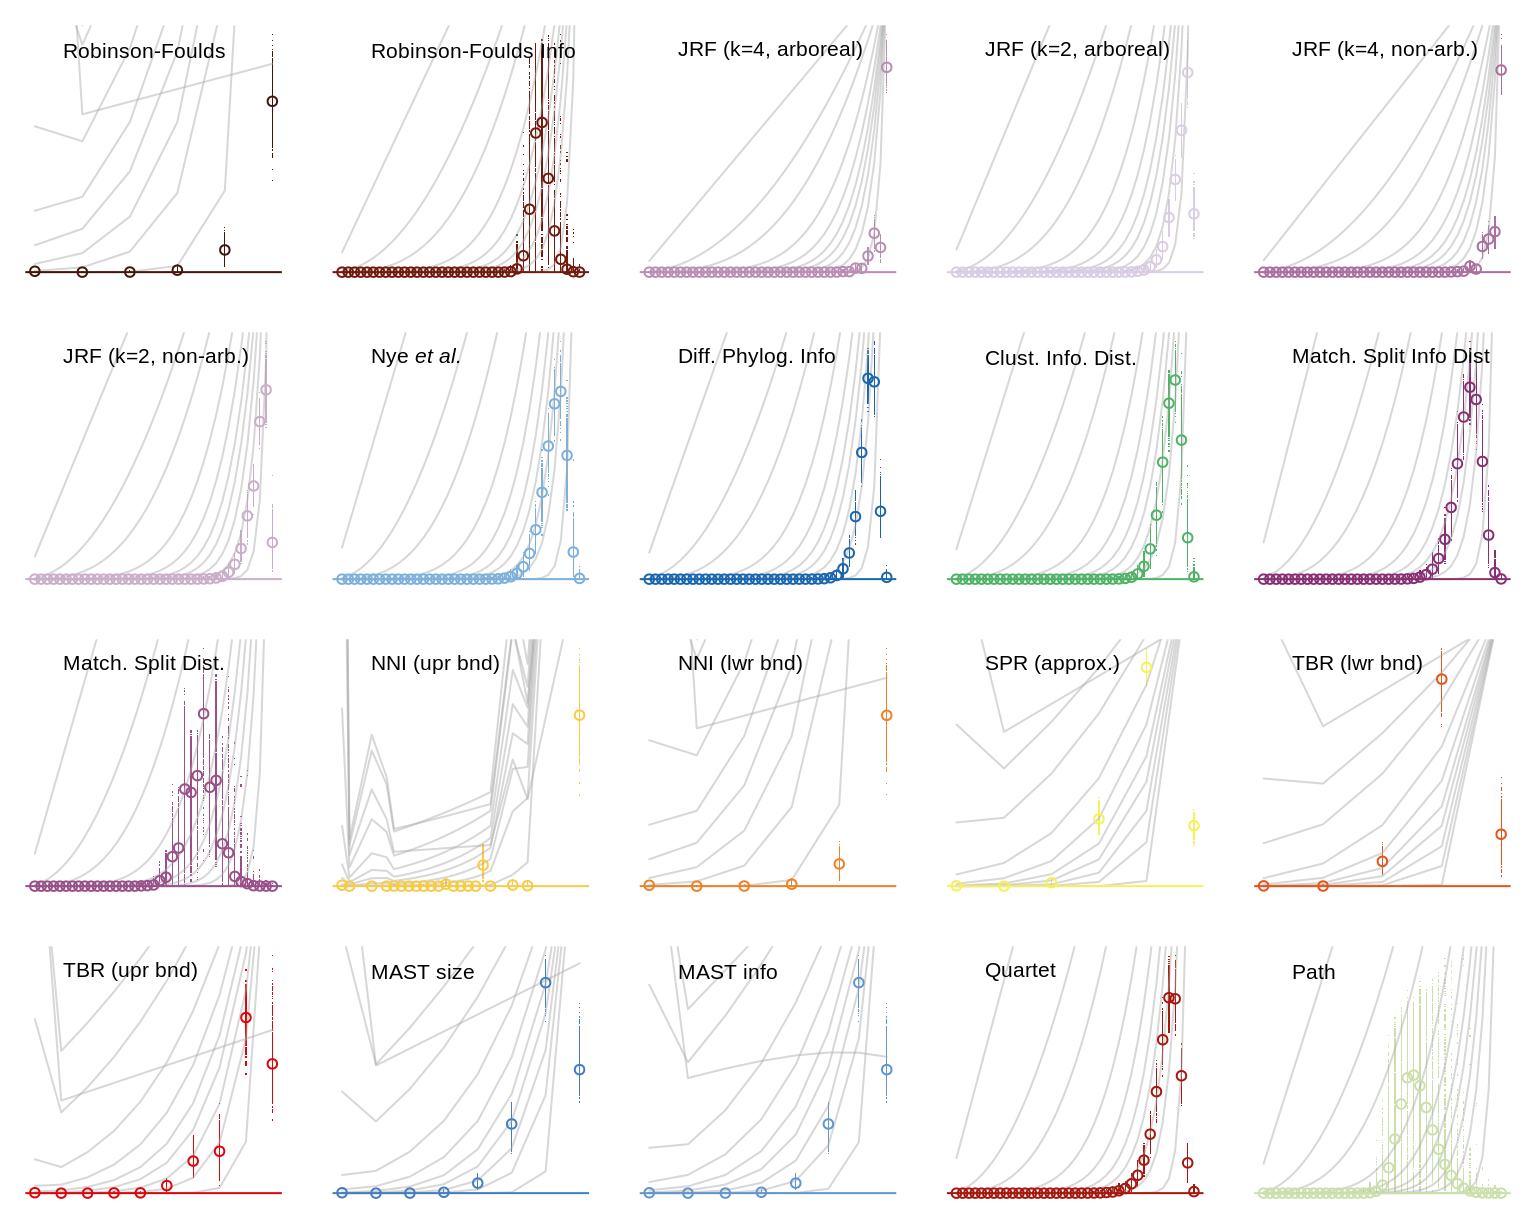 Robinson-Foulds
Robinson-Foulds Info
JRF (k=4, arboreal)
JRF (k=2, arboreal)
JRF (k=4, non-arb.)
JRF (k=2, non-arb.)
Nye et al.
Diff. Phylog. Info
Clust. Info. Dist.
Match. Split Info Dist
Match. Split Dist.
NNI (upr bnd)
NNI (lwr bnd)
SPR (approx.)
TBR (lwr bnd)
TBR (upr bnd)
MAST size
MAST info
Quartet
Path